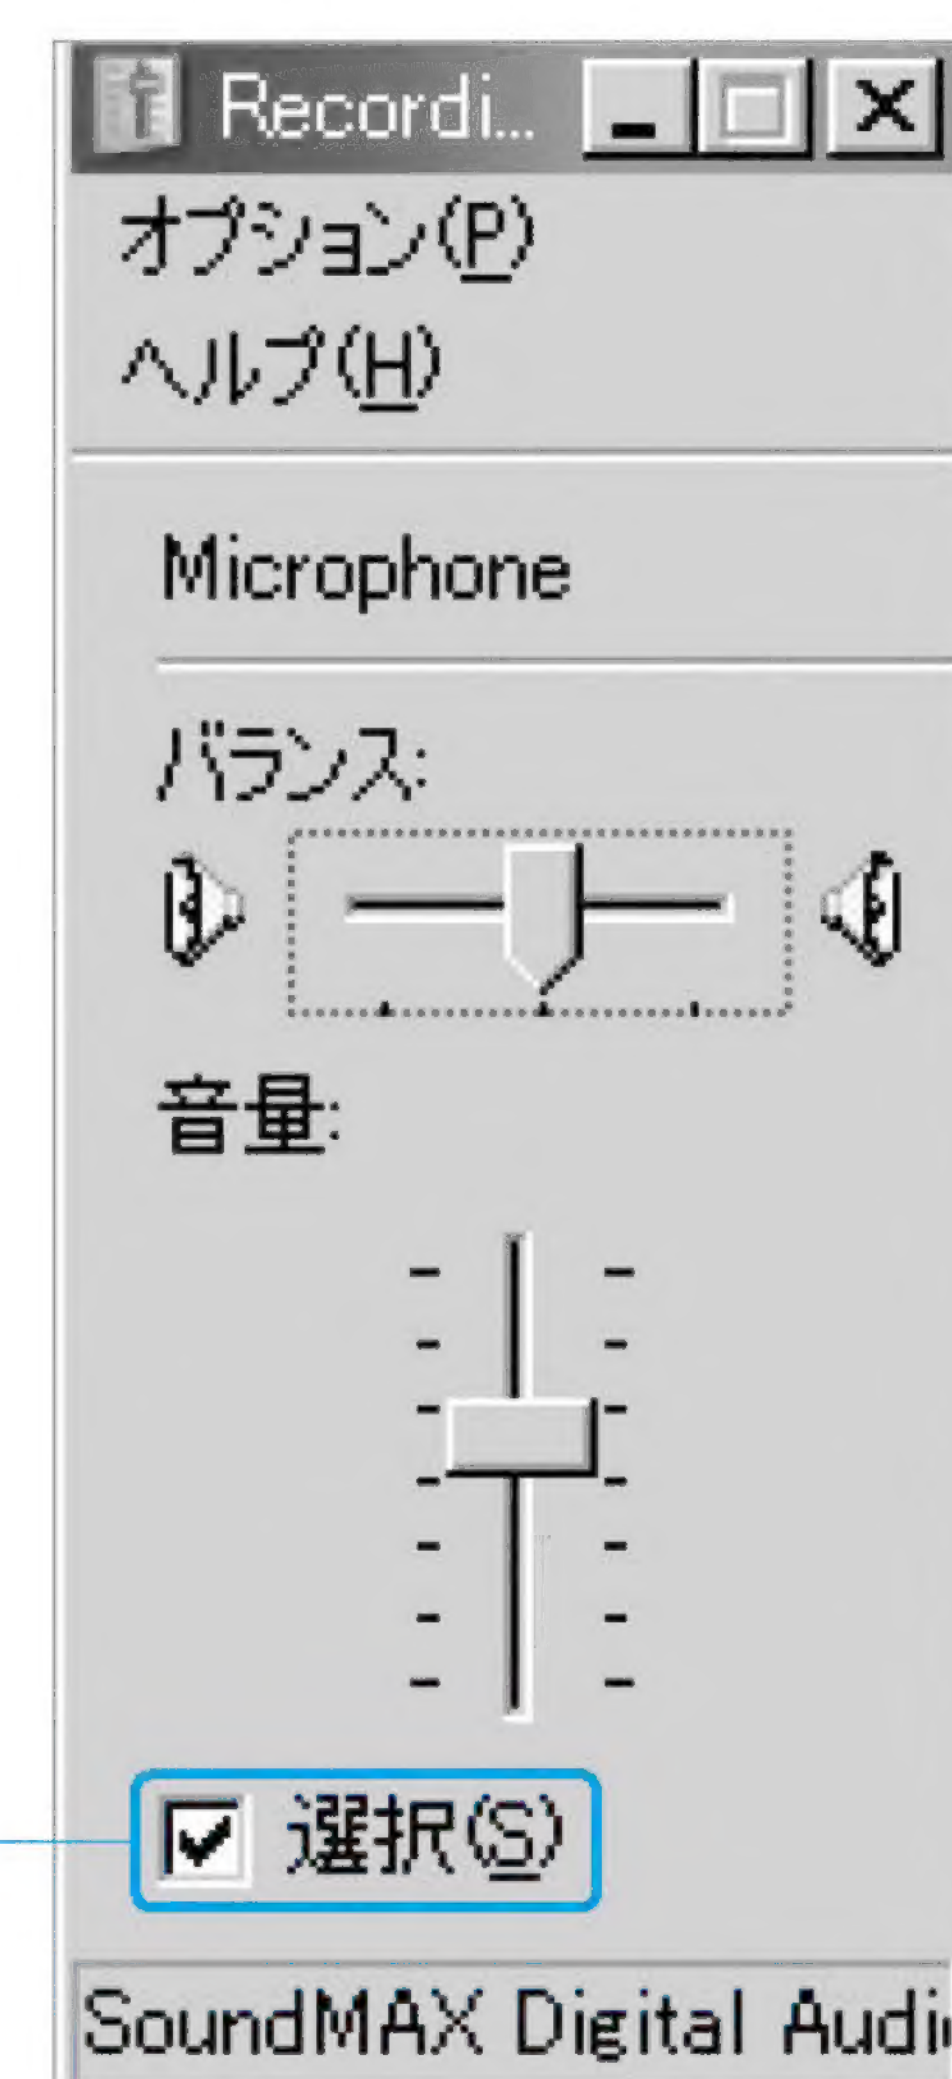 Recordi...
オプション(P)
ヘルプ(H)
Microphone
バランス:
音量:
選択(S)
SoundMAX Digital Audi